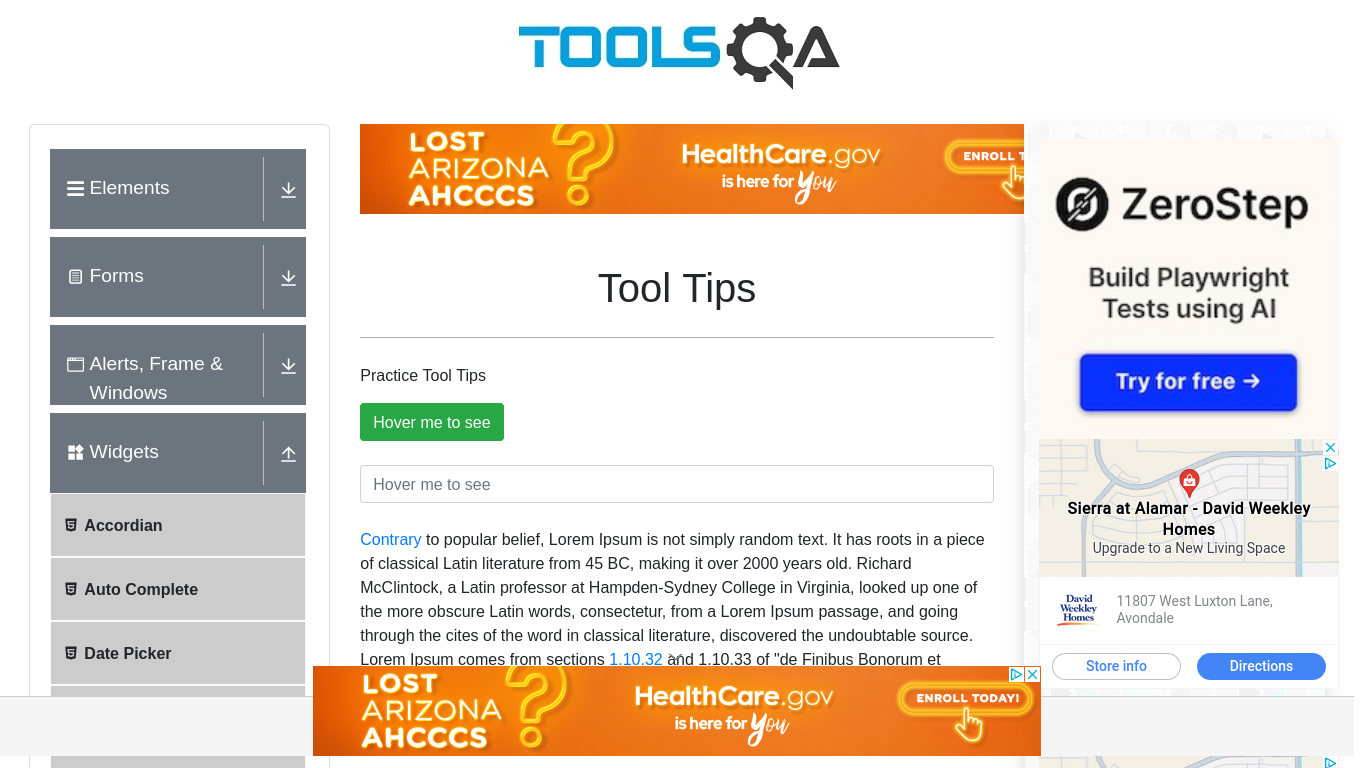 TOOLSQA
Elements
Forms
Alerts, Frame &
Windows
Widgets
Accordian
Auto Complete
Date Picker
LOST
ARIZONA
AHCCCS
?
HealthCare.gov
is here for you
ENROLL T
Tool Tips
Practice Tool Tips
Hover me to see
Hover me to see
Contrary to popular belief, Lorem Ipsum is not simply random text. It has roots in a piece
of classical Latin literature from 45 BC, making it over 2000 years old. Richard
McClintock, a Latin professor at Hampden-Sydney College in Virginia, looked up one of
the more obscure Latin words, consectetur, from a Lorem Ipsum passage, and going
through the cites of the word in classical literature, discovered the undoubtable source.
Lorem Ipsum comes from sections 1.10.32 and 1.10.33 of "de Finibus Bonorum et
ZeroStep
Build Playwright
Tests using AI
Try for free →
Sierra at Alamar - David Weekley
Homes
Upgrade to a New Living Space
David
Weekley
Homes
11807 West Luxton Lane,
Avondale
Store info
Directions
LOST
ARIZONA
AHCCCS
?
HealthCare.gov
is here for you
ENROLL TODAY!